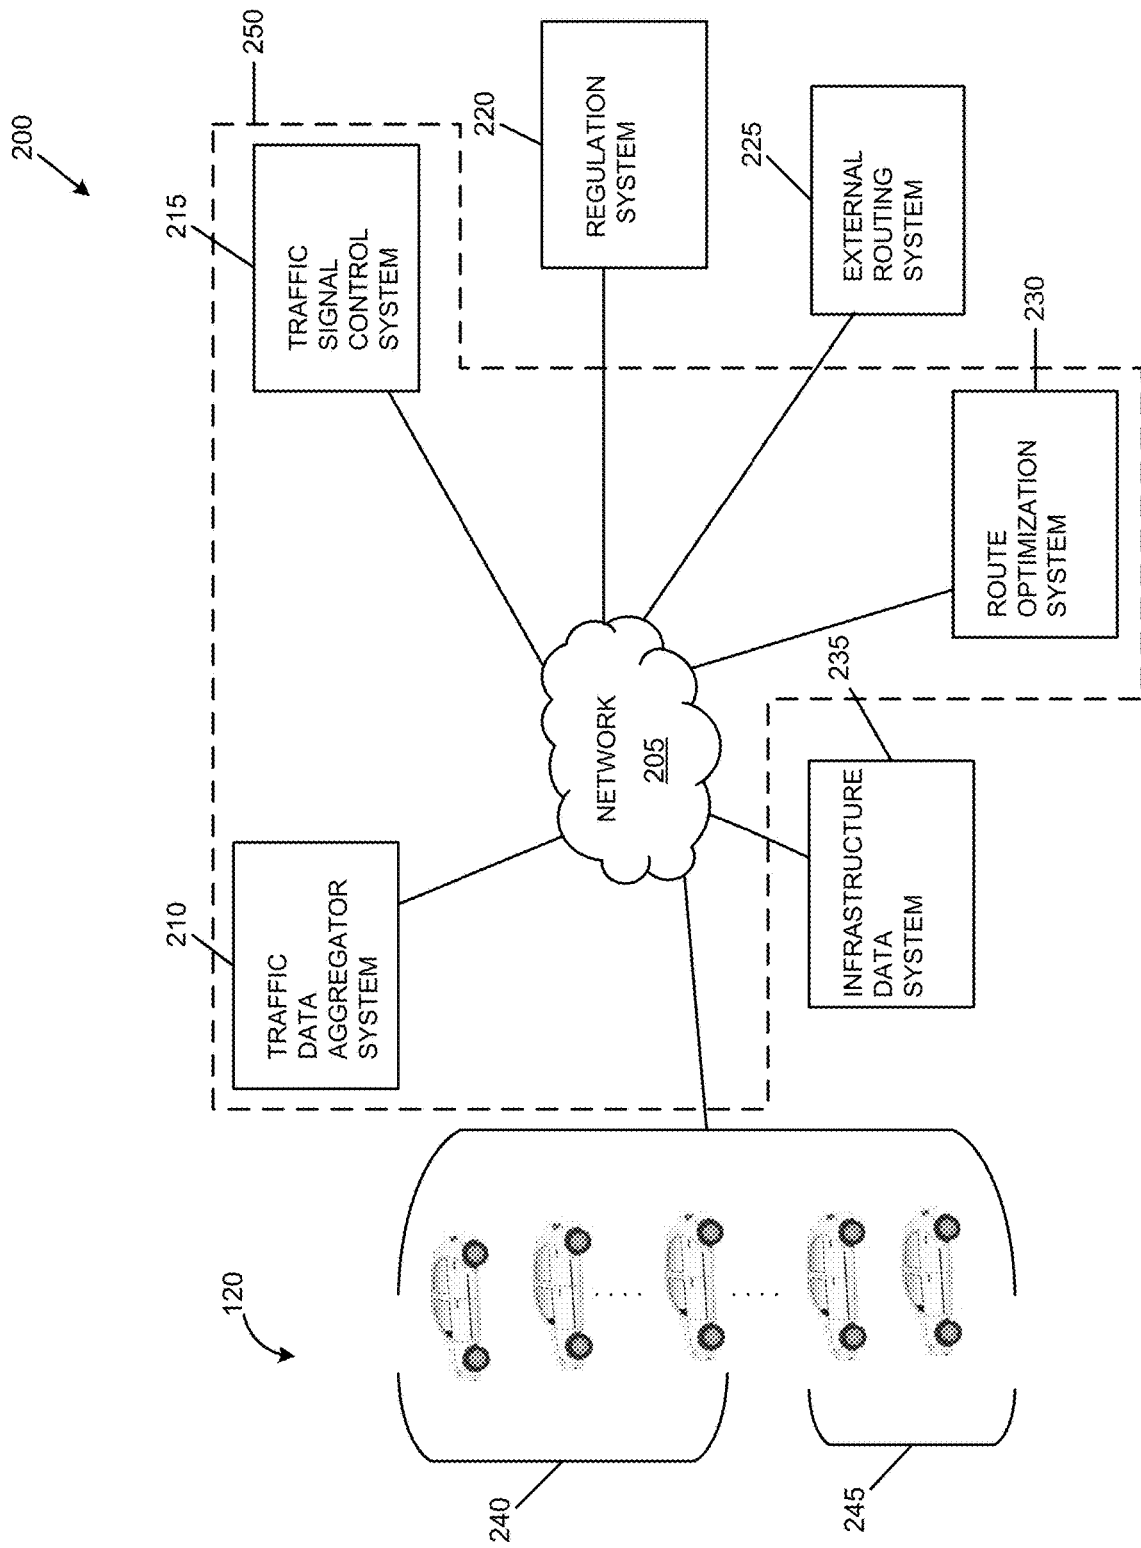 200
210
215
120
250
TRAFFIC
DATA
AGGREGATOR
SYSTEM
TRAFFIC
SIGNAL
CONTROL
SYSTEM
220
REGULATION
SYSTEM
240
NETWORK
205
225
EXTERNAL
ROUTING
SYSTEM
235
INFRASTRUCTURE
DATA
SYSTEM
245
230
ROUTE
OPTIMIZATION
SYSTEM